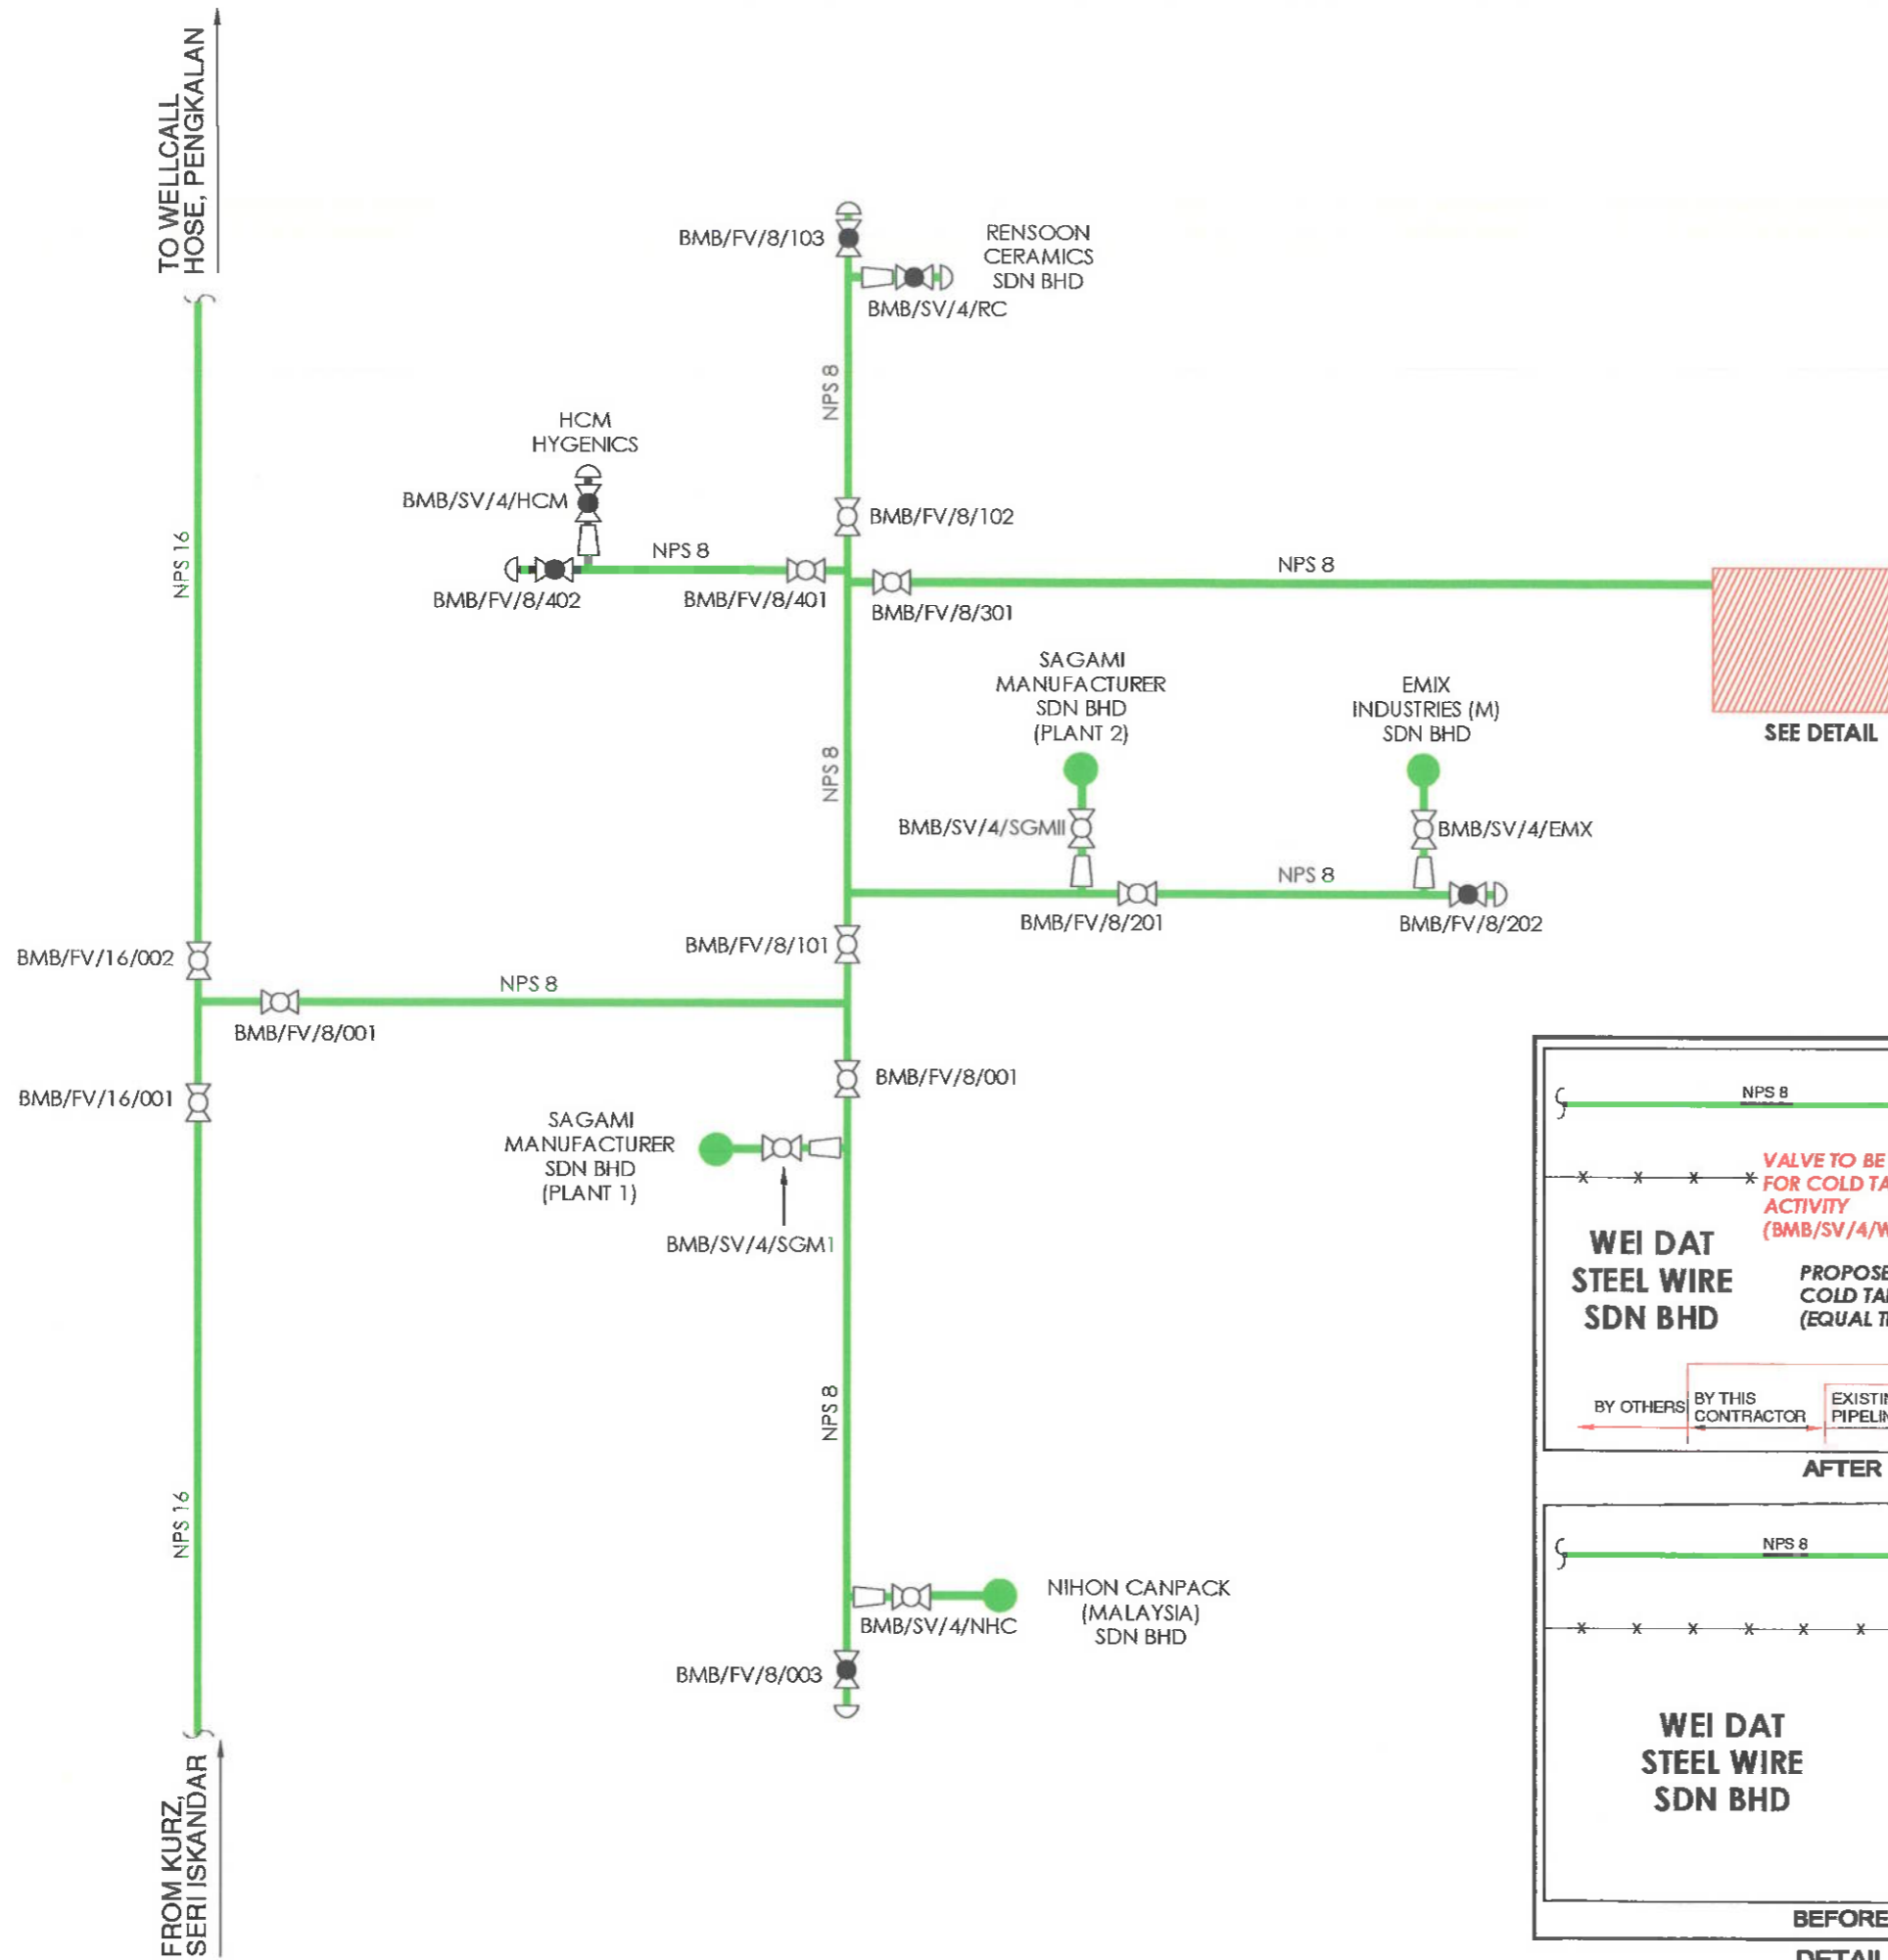 TO WELLCALL
HOSE, PENGKALAN
NPS 16
BMB/FV/16/002
BMB/FV/8/001
BMB/FV/16/001
NPS 16
FROM KURZ,
SERI ISKANDAR
NPS 8
BMB/FV/8/103
RENSOON
CERAMICS
SDN BHD
BMB/SV/4/RC
NPS 8
HCM
HYGENICS
BMB/SV/4/HCM
NPS 8
BMB/FV/8/402
BMB/FV/8/401
BMB/FV/8/102
BMB/FV/8/301
NPS 8
SEE DETAIL
NPS 8
SAGAMI
MANUFACTURER
SDN BHD
(PLANT 2)
BMB/SV/4/SGMII
EMIX
INDUSTRIES (M)
SDN BHD
BMB/SV/4/EMX
NPS 8
BMB/FV/8/201
BMB/FV/8/202
BMB/FV/8/101
BMB/FV/8/001
SAGAMI
MANUFACTURER
SDN BHD
(PLANT 1)
BMB/SV/4/SGM1
NPS 8
NIHON CANPACK
(MALAYSIA)
SDN BHD
BMB/SV/4/NHC
BMB/FV/8/003
NPS 8
VALVE TO BE
FOR COLD TA
ACTIVITY
(BMB/SV/4/W
WEI DAT
STEEL WIRE
SDN BHD
PROPOSE
COLD TA
(EQUAL T
BY OTHERS
BY THIS
CONTRACTOR
EXISTIN
PIPELIN
AFTER
NPS 8
WEI DAT
STEEL WIRE
SDN BHD
BEFORE
DETAIL